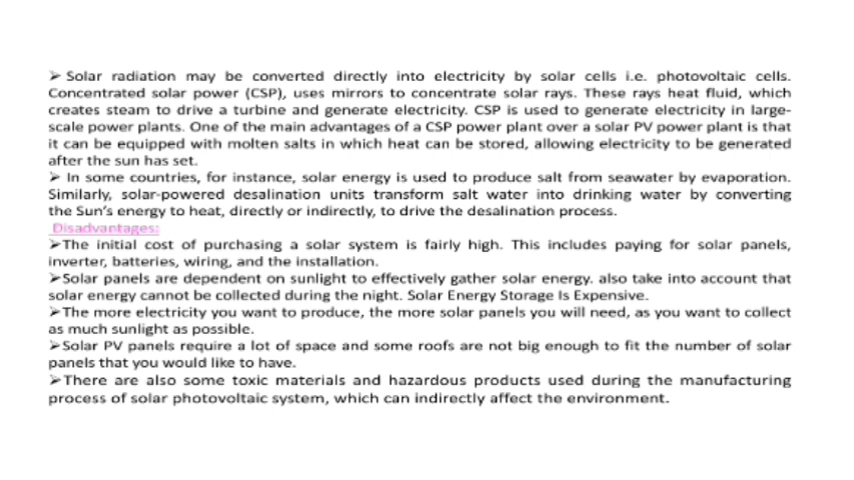 ➢ Solar radiation may be converted directly into electricity by solar cells i.e. photovoltaic cells.
Concentrated solar power (CSP), uses mirrors to concentrate solar rays. These rays heat fluid, which
creates steam to drive a turbine and generate electricity. CSP is used to generate electricity in large-
scale power plants. One of the main advantages of a CSP power plant over a solar PV power plant is that
it can be equipped with molten salts in which heat can be stored, allowing electricity to be generated
after the sun has set.
➢ In some countries, for instance, solar energy is used to produce salt from seawater by evaporation.
Similarly, solar-powered desalination units transform salt water into drinking water by converting
the Sun's energy to heat, directly or indirectly, to drive the desalination process.
Disadvantages:
➢The initial cost of purchasing a solar system is fairly high. This includes paying for solar panels,
inverter, batteries, wiring, and the installation.
➢Solar panels are dependent on sunlight to effectively gather solar energy. also take into account that
solar energy cannot be collected during the night. Solar Energy Storage Is Expensive.
➢The more electricity you want to produce, the more solar panels you will need, as you want to collect
as much sunlight as possible.
➢Solar PV panels require a lot of space and some roofs are not big enough to fit the number of solar
panels that you would like to have.
➢There are also some toxic materials and hazardous products used during the manufacturing
process of solar photovoltaic system, which can indirectly affect the environment.